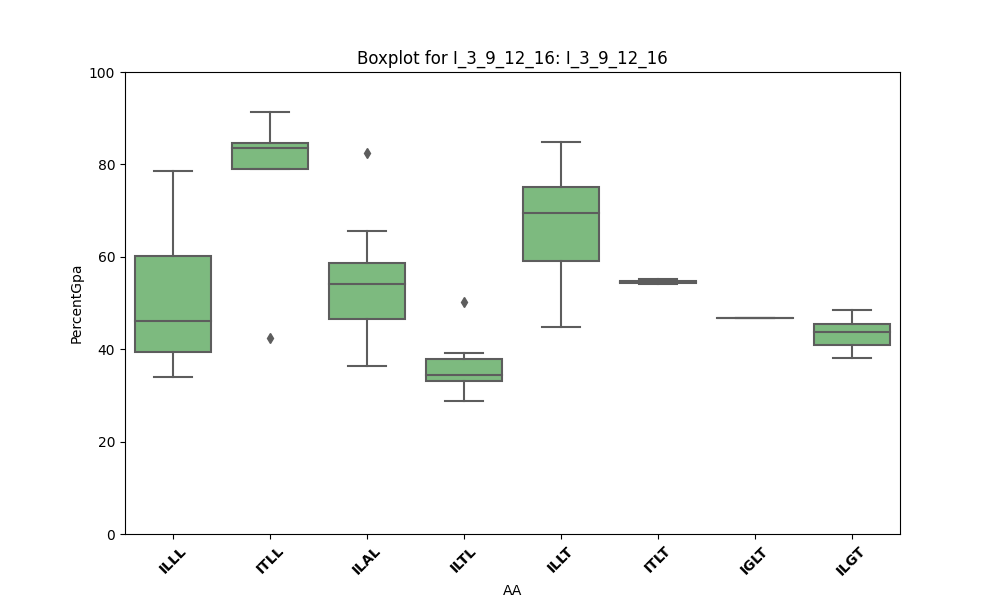 Boxplot for I_3_9_12_16: I_3_9_12_16
100
80
60
40
20
0
PercentGpa
ILLL
ITLL
ILAL
ILTL
ILLT
ITLT
IGLT
ILGT
AA